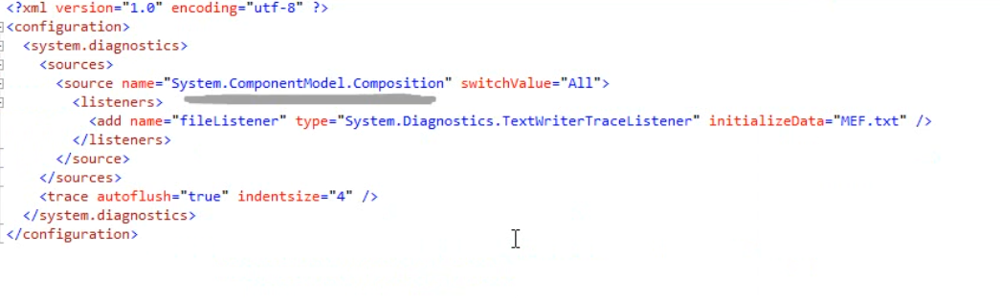 <?xml version="1.0" encoding="utf-8" ?>
<configuration>
<system.diagnostics>
<sources>
<source name="System.ComponentModel.Composition" switchValue="All">
<listeners>
<add name="fileListener" type="System.Diagnostics.TextWriterTraceListener" initializeData="MEF.txt" />
</listeners>
</source>
</sources>
<trace autoflush="true" indentsize="4" />
</system.diagnostics>
</configuration>